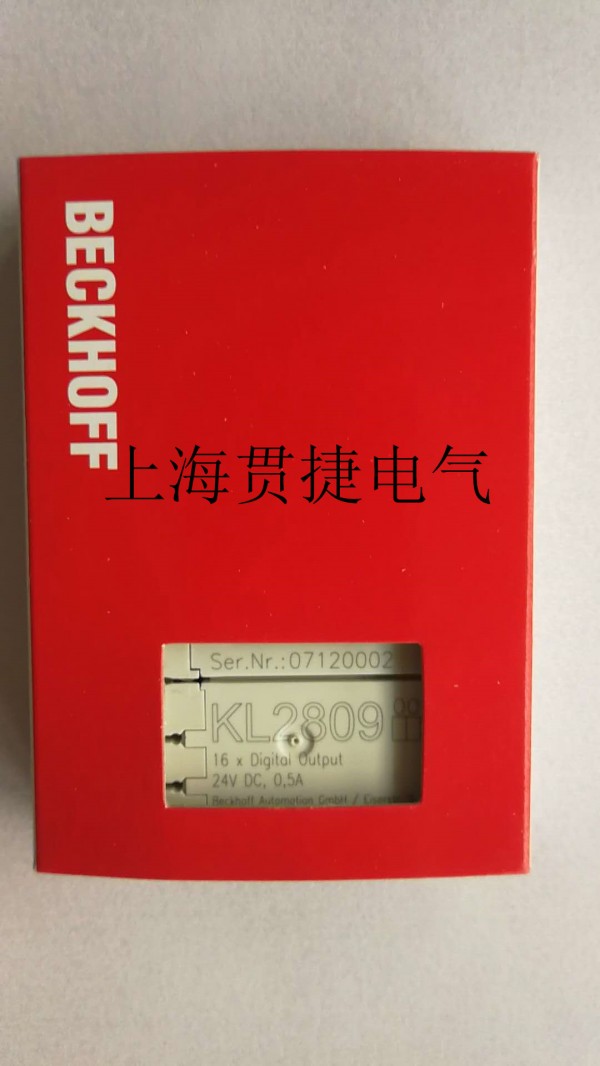 BECKHOFF
上海贯捷电气
Ser.Nr.:07120002
KL2809
16 x Digital Output
24V DC, 0,5A
Beckhoff Automation GmbH /